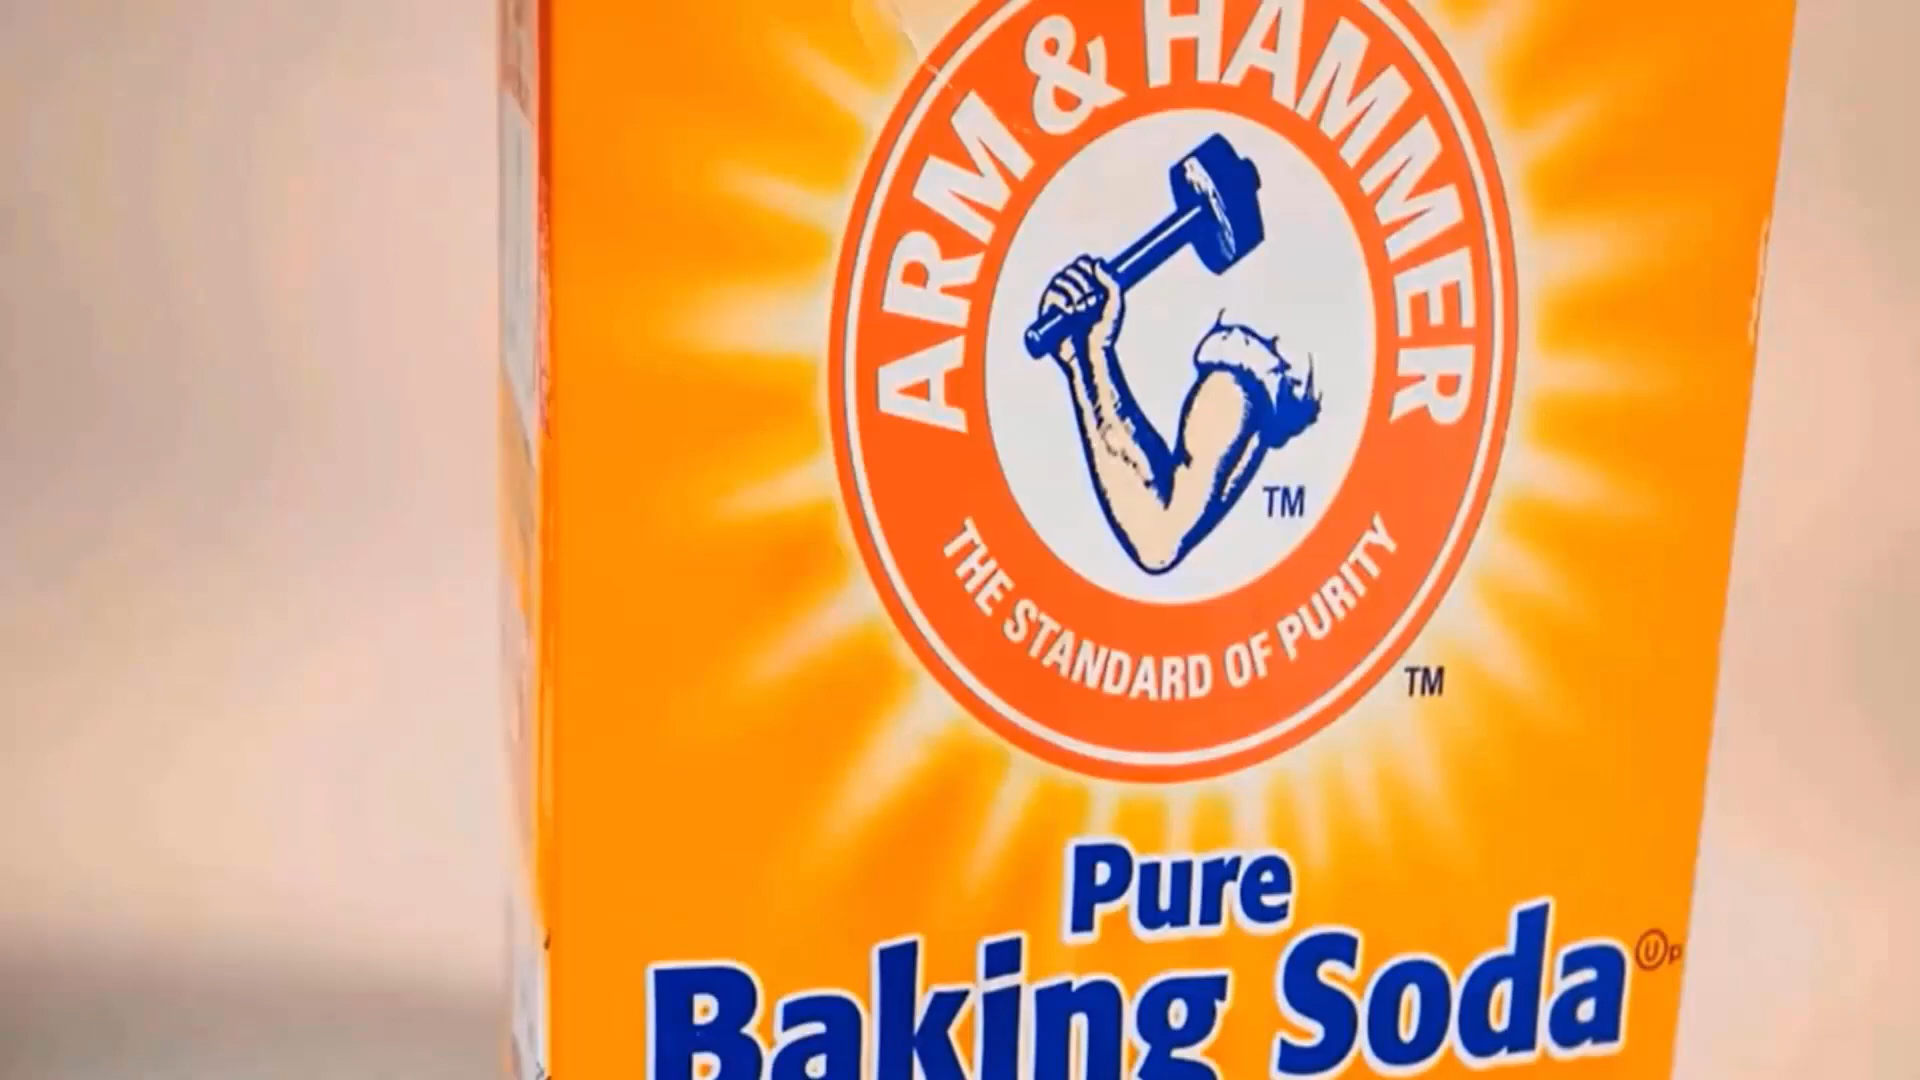 ARM & HAMMER
TM
THE STANDARD OF PURITY
TM
Pure
Baking Soda
U P